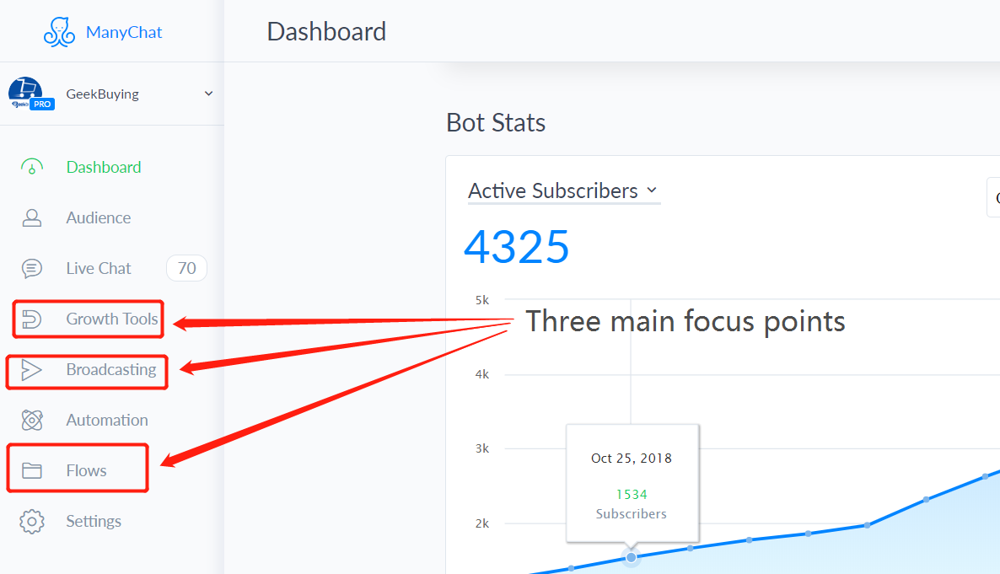 ManyChat
Dashboard
GeekBuying
PRO
Dashboard
Audience
Live Chat 70
Growth Tools
Broadcasting
Automation
Flows
Settings
Bot Stats
Active Subscribers
4325
5k
Three main focus points
4k
3k
2k
Oct 25, 2018
1534
Subscribers